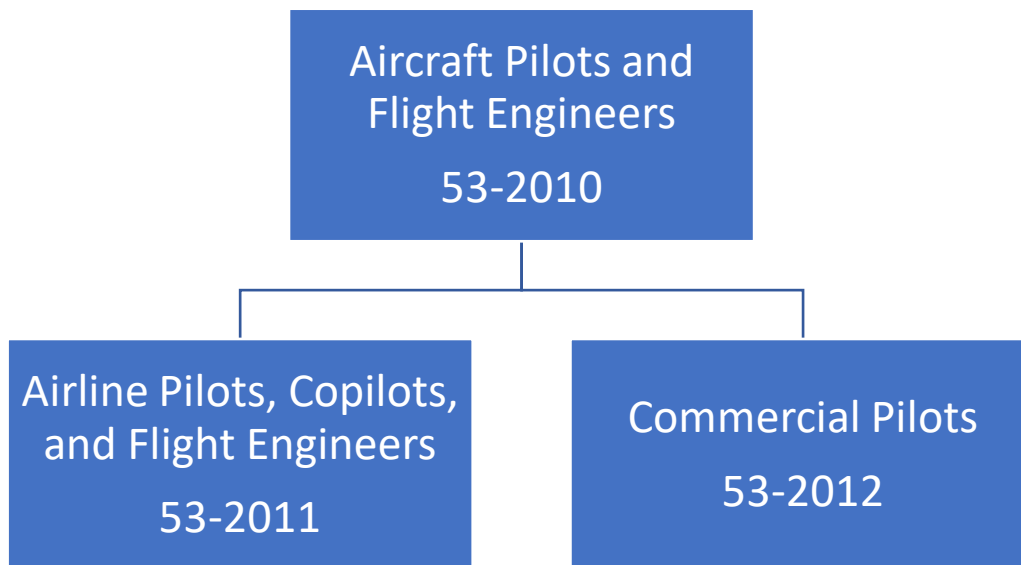 Aircraft Pilots and
Flight Engineers
53-2010
Airline Pilots, Copilots,
and Flight Engineers
53-2011
Commercial Pilots
53-2012